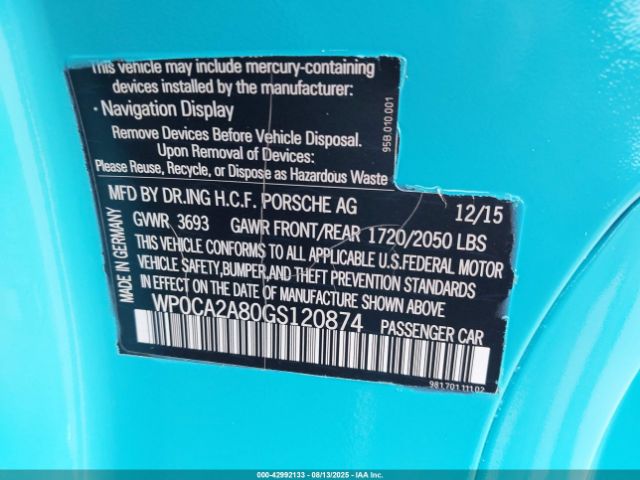 This vehicle may include mercury-containing
devices installed by the manufacturer:
· Navigation Display
Remove Devices Before Vehicle Disposal.
Upon Removal of Devices:
Please Reuse, Recycle, or Dispose as Hazardous Waste
95B.010.001
MFD BY DR.ING H.C.F. PORSCHE AG 12/15
GVWR 3693 GAWR FRONT/REAR 1720/2050 LBS
THIS VEHICLE CONFORMS TO ALL APPLICABLE U.S.FEDERAL MOTOR
VEHICLE SAFETY,BUMPER,AND THEFT PREVENTION STANDARDS
IN EFFECT ON THE DATE OF MANUFACTURE SHOWN ABOVE.
WP0CA2A80GS120874 PASSENGER CAR
MADE IN GERMANY
981.701.111.02
000-42992133 - 08/13/2025 - Copyright © 2025 IAA, Inc.